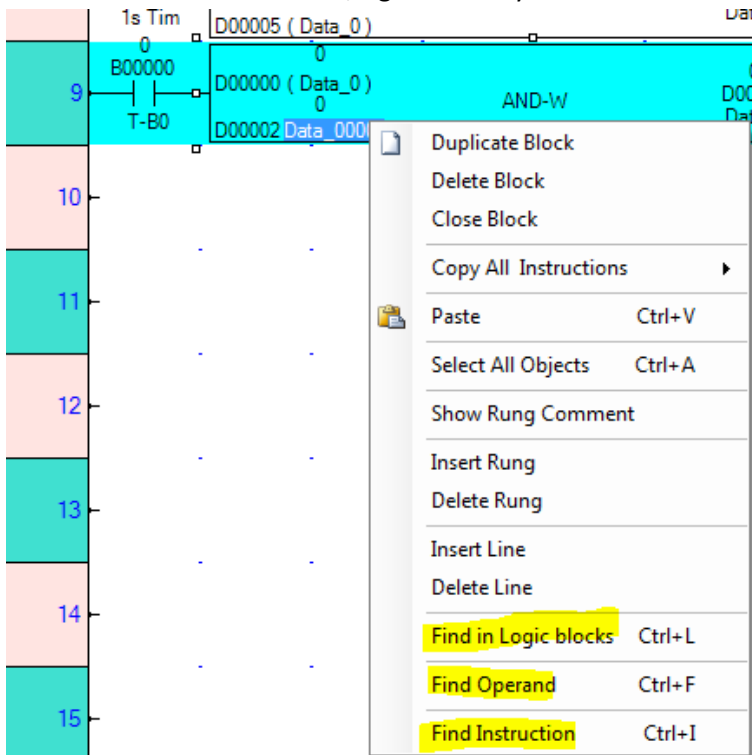 1s Tim
D00005 ( Data_0 )
0
B00000
T-B0
0
D00000 ( Data_0 )
0
D00002 Data_000
AND-W
9
10
11
12
13
14
15
Duplicate Block
Delete Block
Close Block
Copy All Instructions
Paste Ctrl+V
Select All Objects Ctrl+A
Show Rung Comment
Insert Rung
Delete Rung
Insert Line
Delete Line
Find in Logic blocks Ctrl+L
Find Operand Ctrl+F
Find Instruction Ctrl+I